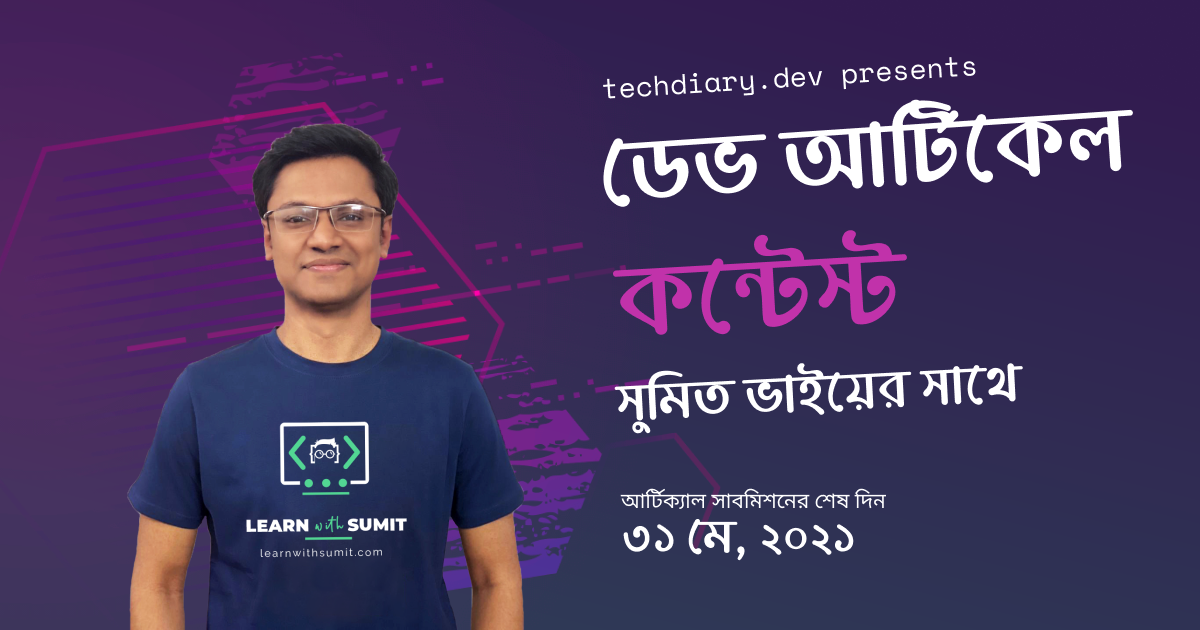 techdiary.dev presents
ডেভ আর্টিকেল
কন্টেস্ট
সুমিত ভাইয়ের সাথে
আর্টিক্যাল সাবমিশনের শেষ দিন
৩১ মে, ২০২১
LEARN with SUMIT
learnwithsumit.com